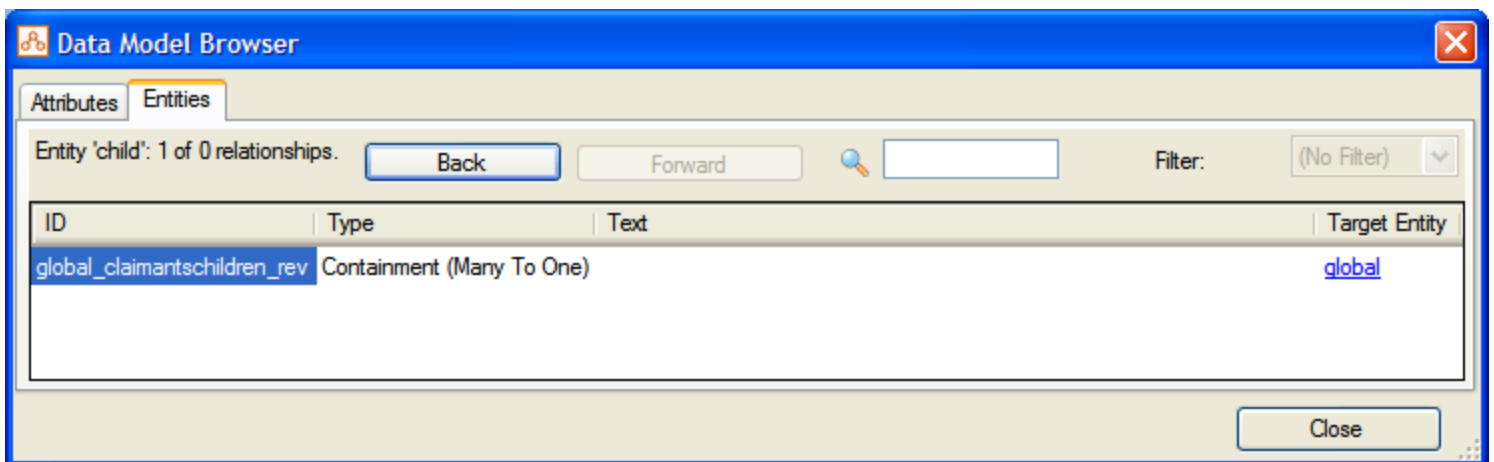 Data Model Browser
Attributes Entities
Entity 'child': 1 of 0 relationships. Back Forward Filter: (No Filter)
ID Type Text Target Entity
global_claimantschildren_rev Containment (Many To One) global
Close